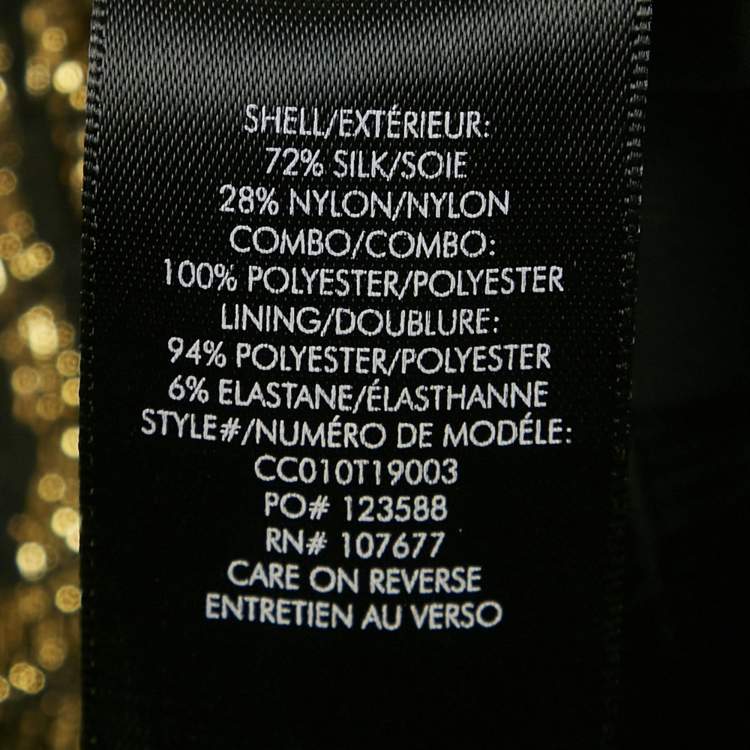 SHELL/EXTÉRIEUR:
72% SILK/SOIE
28% NYLON/NYLON
COMBO/COMBO:
100% POLYESTER/POLYESTER
LINING/DOUBLURE:
94% POLYESTER/POLYESTER
6% ELASTANE/ÉLASTHANNE
STYLE#/NUMÉRO DE MODÉLE:
CC010T19003
PO# 123588
RN# 107677
CARE ON REVERSE
ENTRETIEN AU VERSO